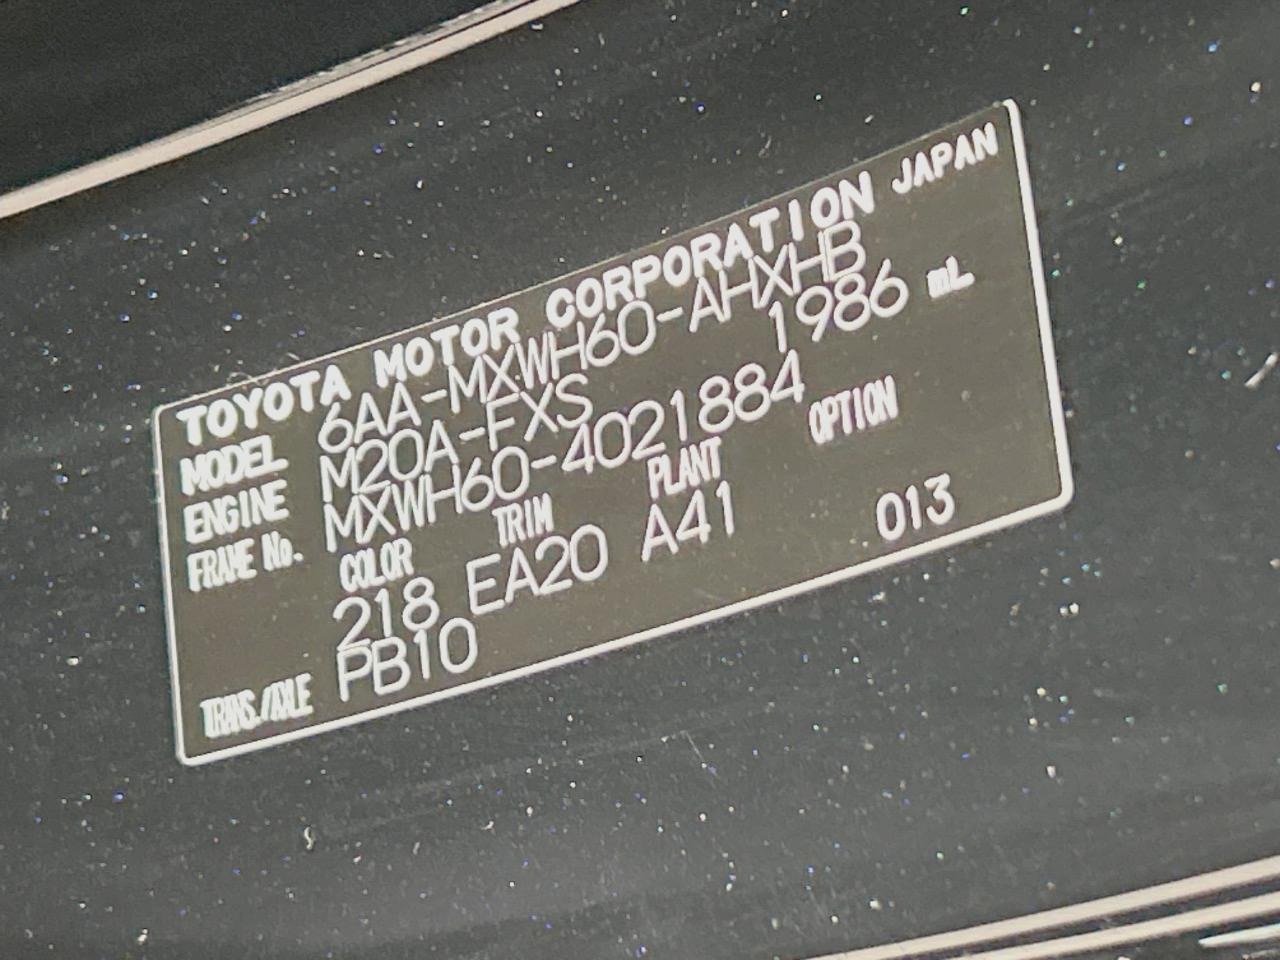 TOYOTA MOTOR CORPORATION JAPAN
MODEL 6AA-MXWH60-AHXHB
ENGINE M20A-FXS 1986 mL
FRAME No. MXWH60-4021884
COLOR TRIM PLANT OPTION
218 EA20 A41 013
TRANS./AXLE PB10